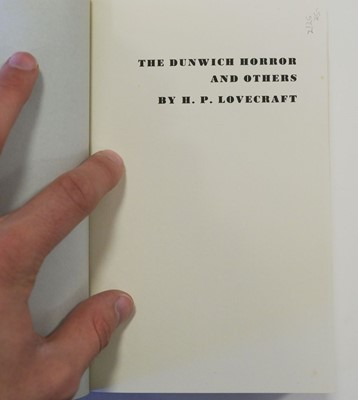 THE DUNWICH HORROR
AND OTHERS
BY H. P. LOVECRAFT